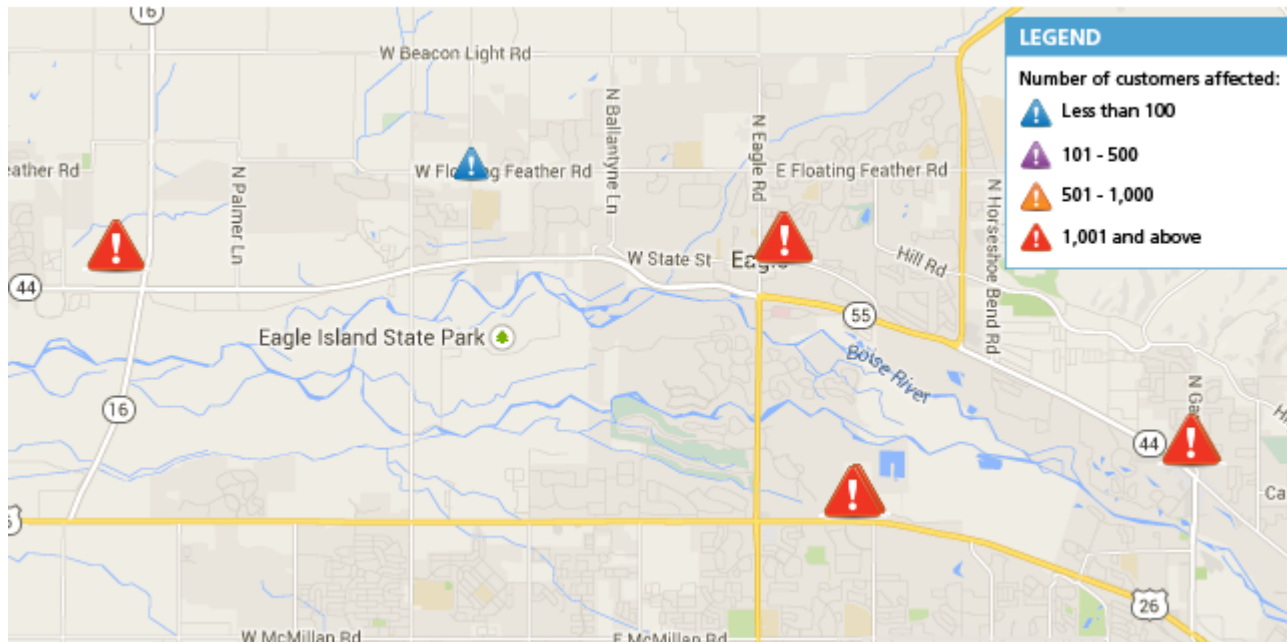 16
W Beacon Light Rd
LEGEND
Number of customers affected:
Less than 100
101 - 500
501 - 1,000
1,001 and above
N Ballantyne Ln
N Eagle Rd
eather Rd
W Floating Feather Rd
E Floating Feather Rd
N Palmer Ln
N Horseshoe Bend Rd
W State St
Eagle
Hill Rd
44
55
Eagle Island State Park
Boise River
16
N Ga
44
Ca
26
W McMillan Rd
E McMillan Rd